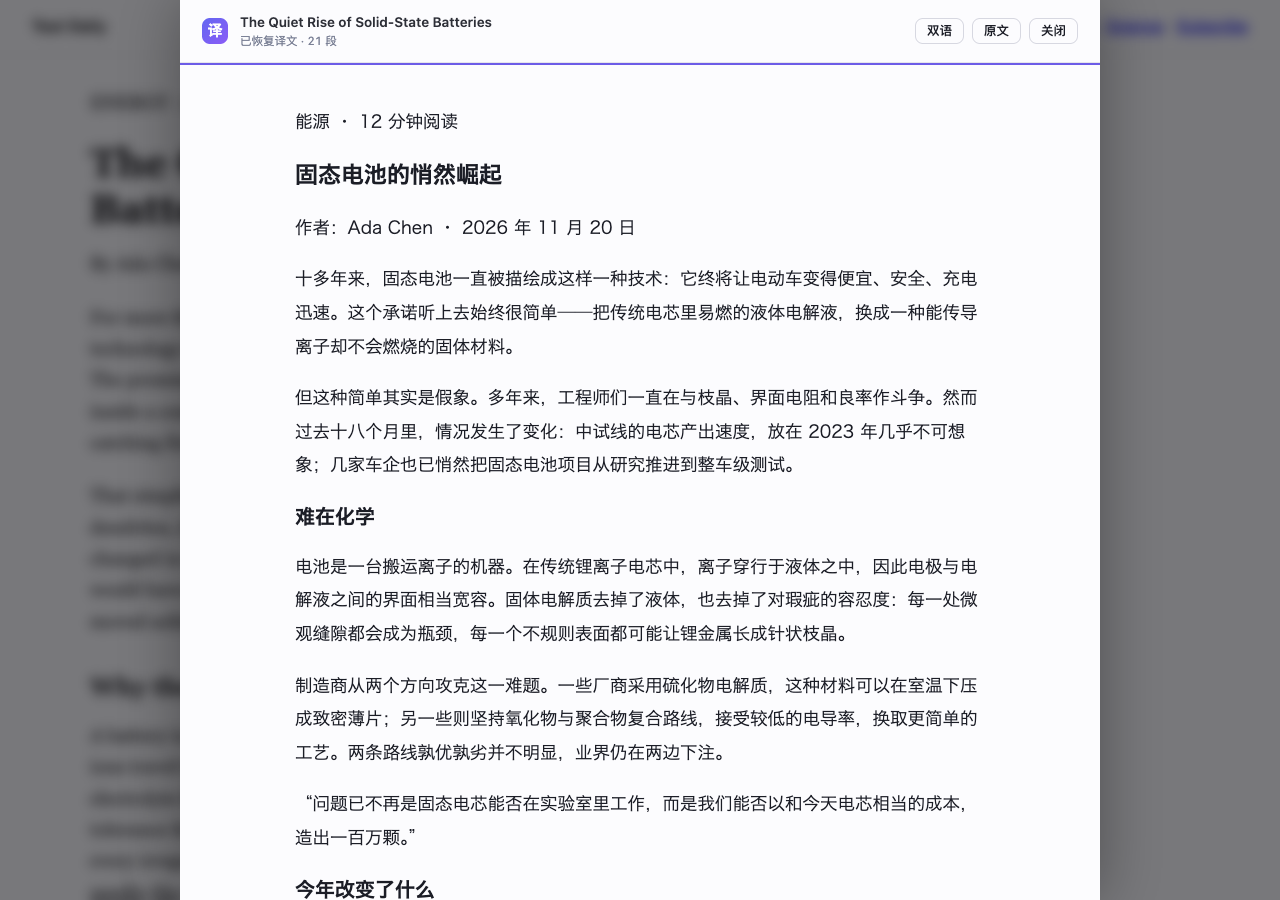 译
The Quiet Rise of Solid-State Batteries
已恢复译文 · 21 段
双语
原文
关闭
能源 · 12 分钟阅读
固态电池的悄然崛起
作者：Ada Chen · 2026 年 11 月 20 日
十多年来，固态电池一直被描绘成这样一种技术：它终将让电动车变得便宜、安全、充电
迅速。这个承诺听上去始终很简单——把传统电芯里易燃的液体电解液，换成一种能传导
离子却不会燃烧的固体材料。
但这种简单其实是假象。多年来，工程师们一直在与枝晶、界面电阻和良率作斗争。然而
过去十八个月里，情况发生了变化：中试线的电芯产出速度，放在 2023 年几乎不可想
象；几家车企也已悄然把固态电池项目从研究推进到整车级测试。
难在化学
电池是一台搬运离子的机器。在传统锂离子电芯中，离子穿行于液体之中，因此电极与电
解液之间的界面相当宽容。固体电解质去掉了液体，也去掉了对瑕疵的容忍度：每一处微
观缝隙都会成为瓶颈，每一个不规则表面都可能让锂金属长成针状枝晶。
制造商从两个方向攻克这一难题。一些厂商采用硫化物电解质，这种材料可以在室温下压
成致密薄片；另一些则坚持氧化物与聚合物复合路线，接受较低的电导率，换取更简单的
工艺。两条路线孰优孰劣并不明显，业界仍在两边下注。
“问题已不再是固态电芯能否在实验室里工作，而是我们能否以和今天电芯相当的成本，
造出一百万颗。”
今年改变了什么